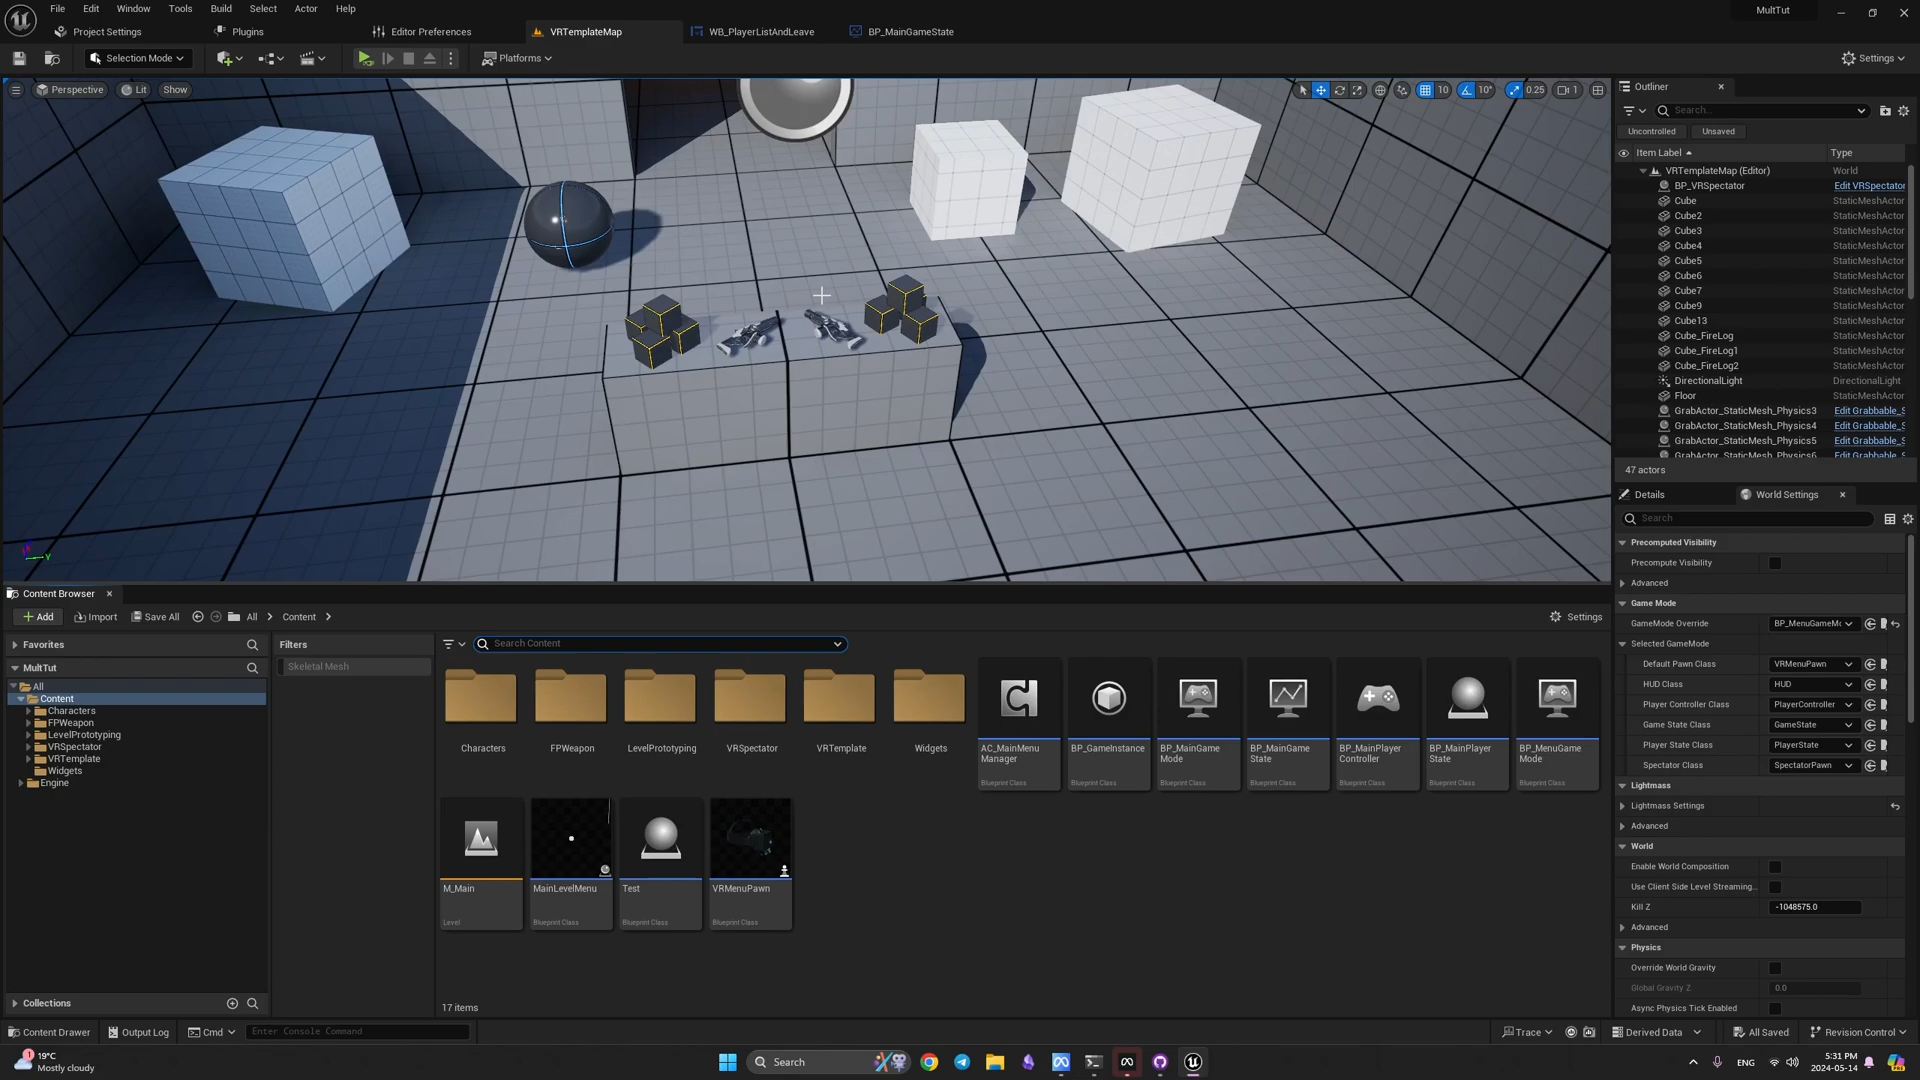 File Edit Window Tools Build Select Actor Help
MultTut
Project Settings Plugins Editor Preferences VRTemplateMap WB_PlayerListAndLeave BP_MainGameState
Selection Mode Platforms Settings
Perspective Lit Show 10 10° 0.25 1
Outliner
Search...
Uncontrolled Unsaved
Item Label Type
VRTemplateMap (Editor) World
BP_VRSpectator Edit VRSpectator
Cube StaticMeshActor
Cube2 StaticMeshActor
Cube3 StaticMeshActor
Cube4 StaticMeshActor
Cube5 StaticMeshActor
Cube6 StaticMeshActor
Cube7 StaticMeshActor
Cube9 StaticMeshActor
Cube13 StaticMeshActor
Cube_FireLog StaticMeshActor
Cube_FireLog1 StaticMeshActor
Cube_FireLog2 StaticMeshActor
DirectionalLight DirectionalLight
Floor StaticMeshActor
GrabActor_StaticMesh_Physics3 Edit Grabbable_S
GrabActor_StaticMesh_Physics4 Edit Grabbable_S
GrabActor_StaticMesh_Physics5 Edit Grabbable_S
GrabActor_StaticMesh_Physics6 Edit Grabbable_S
47 actors
Details World Settings
Search
Precomputed Visibility
Precompute Visibility
Advanced
Game Mode
GameMode Override BP_MenuGameMo
Selected GameMode
Default Pawn Class VRMenuPawn
HUD Class HUD
Player Controller Class PlayerController
Game State Class GameState
Player State Class PlayerState
Spectator Class SpectatorPawn
Lightmass
Lightmass Settings
Advanced
World
Enable World Composition
Use Client Side Level Streaming...
Kill Z -1048575.0
Advanced
Physics
Override World Gravity
Global Gravity Z 0.0
Async Physics Tick Enabled
Y
Content Browser
Add Import Save All All Content Settings
Favorites
MultTut
All
Content
Characters
FPWeapon
LevelPrototyping
VRSpectator
VRTemplate
Widgets
Engine
Collections
Filters
Skeletal Mesh
Search Content
Characters FPWeapon LevelPrototyping VRSpectator VRTemplate Widgets
AC_MainMenu Manager Blueprint Class
BP_GameInstance Blueprint Class
BP_MainGame Mode Blueprint Class
BP_MainGame State Blueprint Class
BP_MainPlayer Controller Blueprint Class
BP_MainPlayer State Blueprint Class
BP_MenuGame Mode Blueprint Class
M_Main Level
MainLevelMenu Blueprint Class
Test Blueprint Class
VRMenuPawn Blueprint Class
17 items
Content Drawer Output Log Cmd Enter Console Command Trace Derived Data All Saved Revision Control
1 19°C
Mostly cloudy
Search
ENG
5:31 PM
2024-05-14